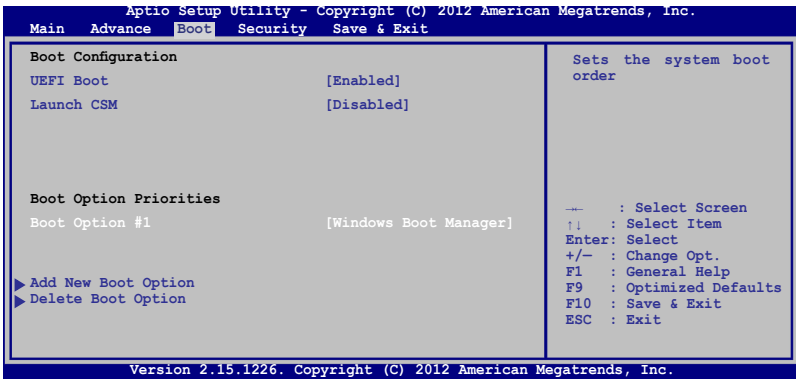 Aptio Setup Utility - Copyright (C) 2012 American Megatrends, Inc.
Main Advance Boot Security Save & Exit
Boot Configuration
UEFI Boot [Enabled]
Launch CSM [Disabled]
Boot Option Priorities
Boot Option #1 [Windows Boot Manager]
Add New Boot Option
Delete Boot Option
Sets the system boot
order
→← : Select Screen
↑↓ : Select Item
Enter: Select
+/— : Change Opt.
F1 : General Help
F9 : Optimized Defaults
F10 : Save & Exit
ESC : Exit
Version 2.15.1226. Copyright (C) 2012 American Megatrends, Inc.